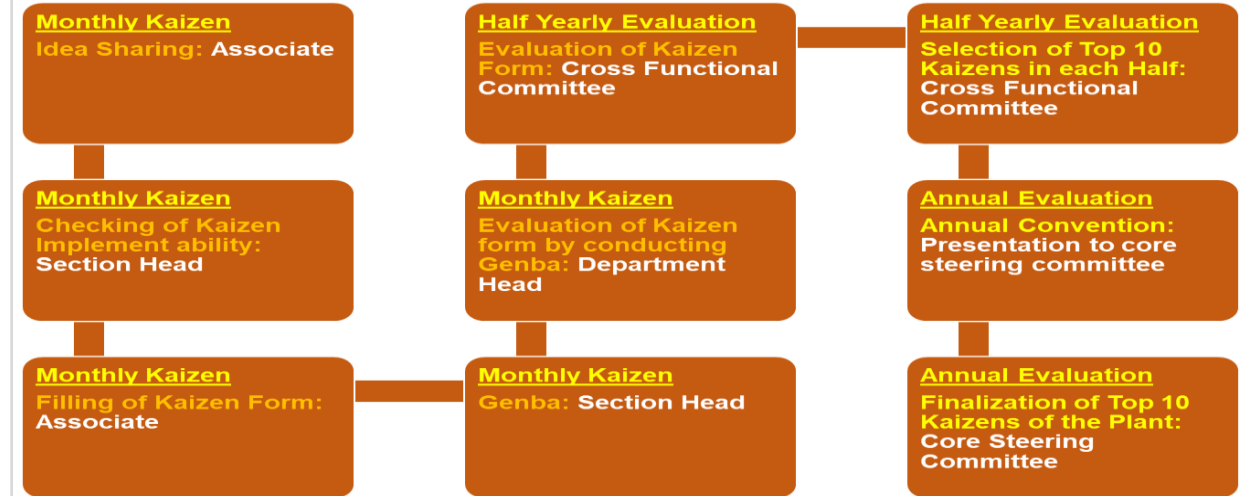 Monthly Kaizen
Idea Sharing: Associate
Monthly Kaizen
Checking of Kaizen
Implement ability:
Section Head
Monthly Kaizen
Filling of Kaizen Form:
Associate
Monthly Kaizen
Genba: Section Head
Monthly Kaizen
Evaluation of Kaizen
form by conducting
Genba: Department
Head
Half Yearly Evaluation
Evaluation of Kaizen
Form: Cross Functional
Committee
Half Yearly Evaluation
Selection of Top 10
Kaizens in each Half:
Cross Functional
Committee
Annual Evaluation
Annual Convention:
Presentation to core
steering committee
Annual Evaluation
Finalization of Top 10
Kaizens of the Plant:
Core Steering
Committee